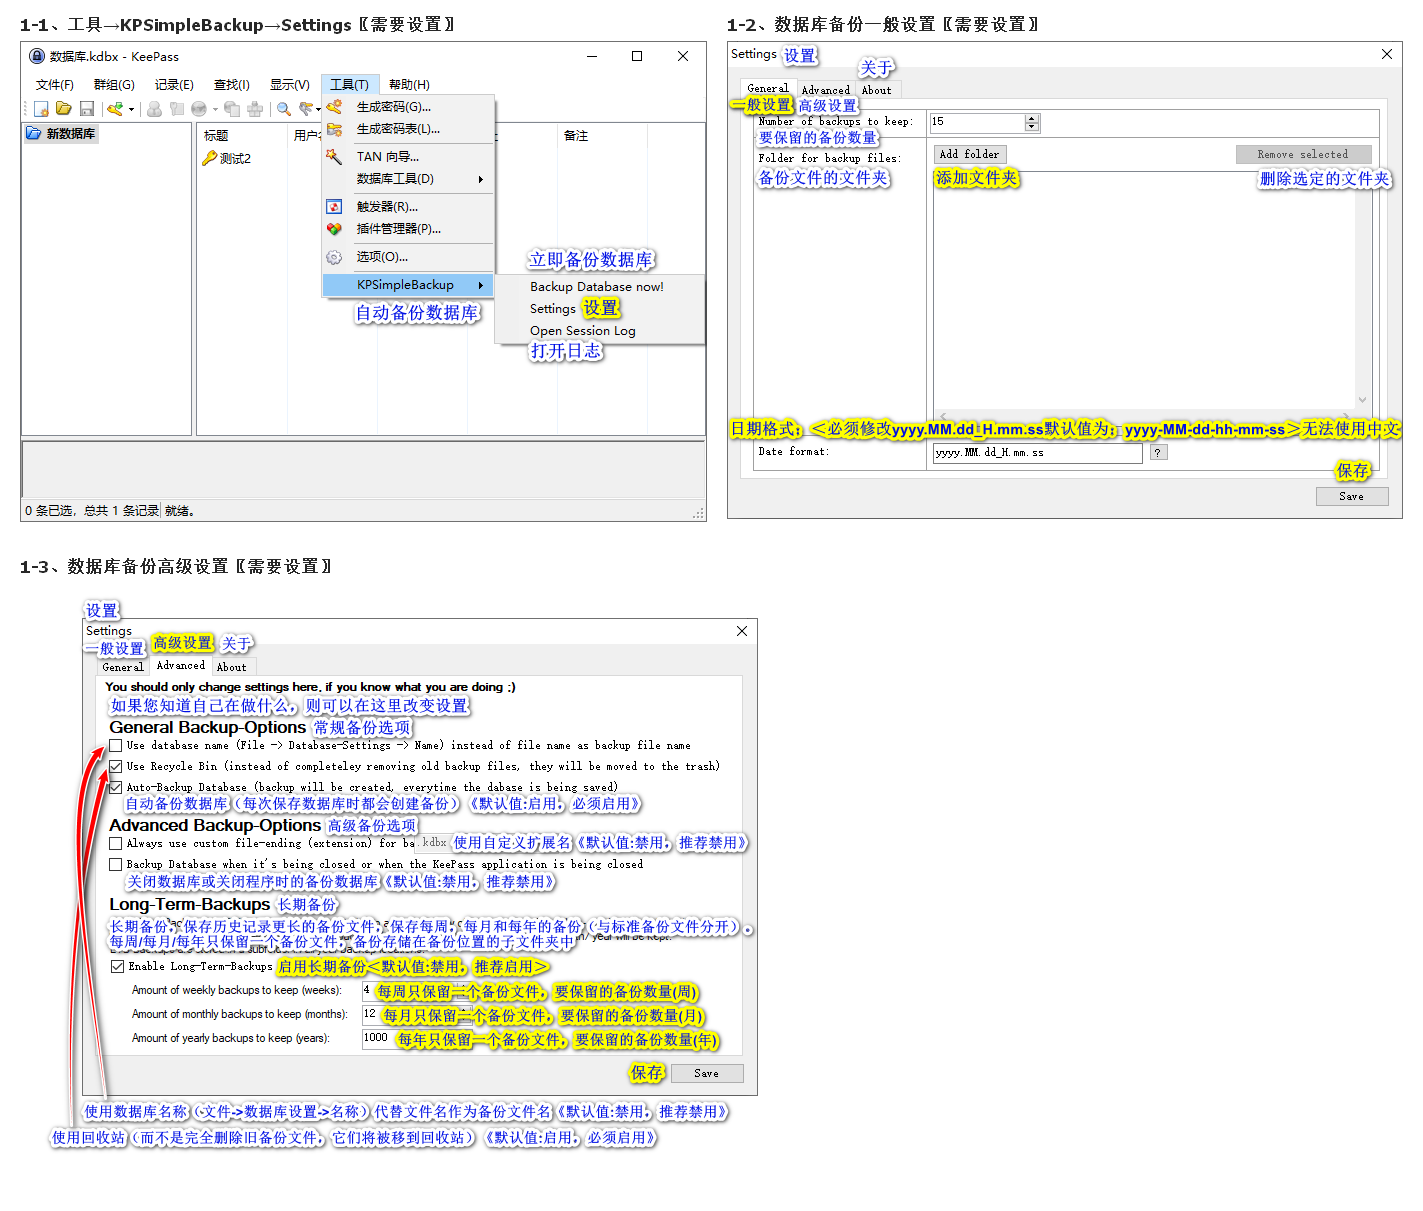 1-1、工具→KPSimpleBackup→Settings〖需要设置〗
数据库.kdbx - KeePass
文件(F) 群组(G) 记录(E) 查找(I) 显示(V) 工具(T) 帮助(H)
新数据库
标题
备注
测试2
生成密码(G)...
生成密码表(L)...
TAN 向导...
数据库工具(D)
触发器(R)...
插件管理器(P)...
选项(O)...
KPSimpleBackup
自动备份数据库
立即备份数据库
Backup Database now!
Settings 设置
Open Session Log
打开日志
0 条已选，总共 1 条记录 就绪。
1-2、数据库备份一般设置〖需要设置〗
Settings 设置
关于
General Advanced About
一般设置 高级设置
Number of backups to keep: 15
要保留的备份数量
Folder for backup files: Add folder Remove selected
备份文件的文件夹 添加文件夹 删除选定的文件夹
日期格式：＜必须修改yyyy.MM.dd_H.mm.ss默认值为：yyyy-MM-dd-hh-mm-ss＞无法使用中文
Date format: yyyy.MM.dd_H.mm.ss ?
保存
Save
1-3、数据库备份高级设置〖需要设置〗
设置
Settings
一般设置 高级设置 关于
General Advanced About
You should only change settings here, if you know what you are doing :)
如果您知道自己在做什么，则可以在这里改变设置
General Backup-Options 常规备份选项
Use database name (File -> Database-Settings -> Name) instead of file name as backup file name
Use Recycle Bin (instead of completeley removing old backup files, they will be moved to the trash)
Auto-Backup Database (backup will be created, everytime the dabase is being saved)
自动备份数据库（每次保存数据库时都会创建备份）《默认值:启用，必须启用》
Advanced Backup-Options 高级备份选项
Always use custom file-ending (extension) for ba .kdbx 使用自定义扩展名《默认值:禁用，推荐禁用》
Backup Database when it's being closed or when the KeePass application is being closed
关闭数据库或关闭程序时的备份数据库《默认值:禁用，推荐禁用》
Long-Term-Backups 长期备份
长期备份，保存历史记录更长的备份文件，保存每周，每月和每年的备份（与标准备份文件分开）。
每周/每月/每年只保留一个备份文件，备份存储在备份位置的子文件夹中
Enable Long-Term-Backups 启用长期备份＜默认值:禁用，推荐启用＞
Amount of weekly backups to keep (weeks): 4 每周只保留一个备份文件，要保留的备份数量(周)
Amount of monthly backups to keep (months): 12 每月只保留一个备份文件，要保留的备份数量(月)
Amount of yearly backups to keep (years): 1000 每年只保留一个备份文件，要保留的备份数量(年)
保存 Save
使用数据库名称（文件->数据库设置->名称）代替文件名作为备份文件名《默认值:禁用，推荐禁用》
使用回收站（而不是完全删除旧备份文件，它们将被移到回收站）《默认值:启用，必须启用》